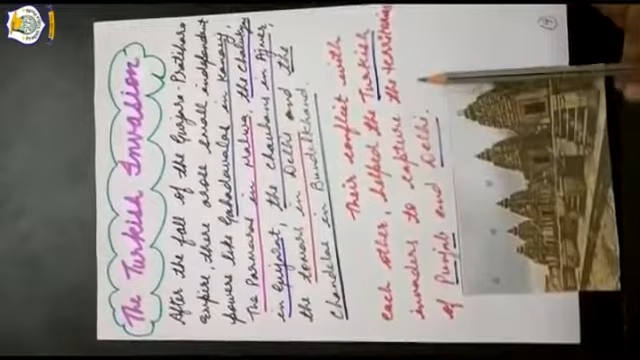 The Turkish Invasion
After the fall of the Gurjara-Prathara
empire, there arose small independent
powers like Gahadavalas in Kanauj,
The Parmaras in Malwa, the Chalukyas
in Gujarat, the Chauhans in Ajmer,
the Tomars in Delhi and the
Chandelas in Bundelkhand.
Their conflict with
each other, helped the Turkish
invaders to capture the territories
of Punjab and Delhi.